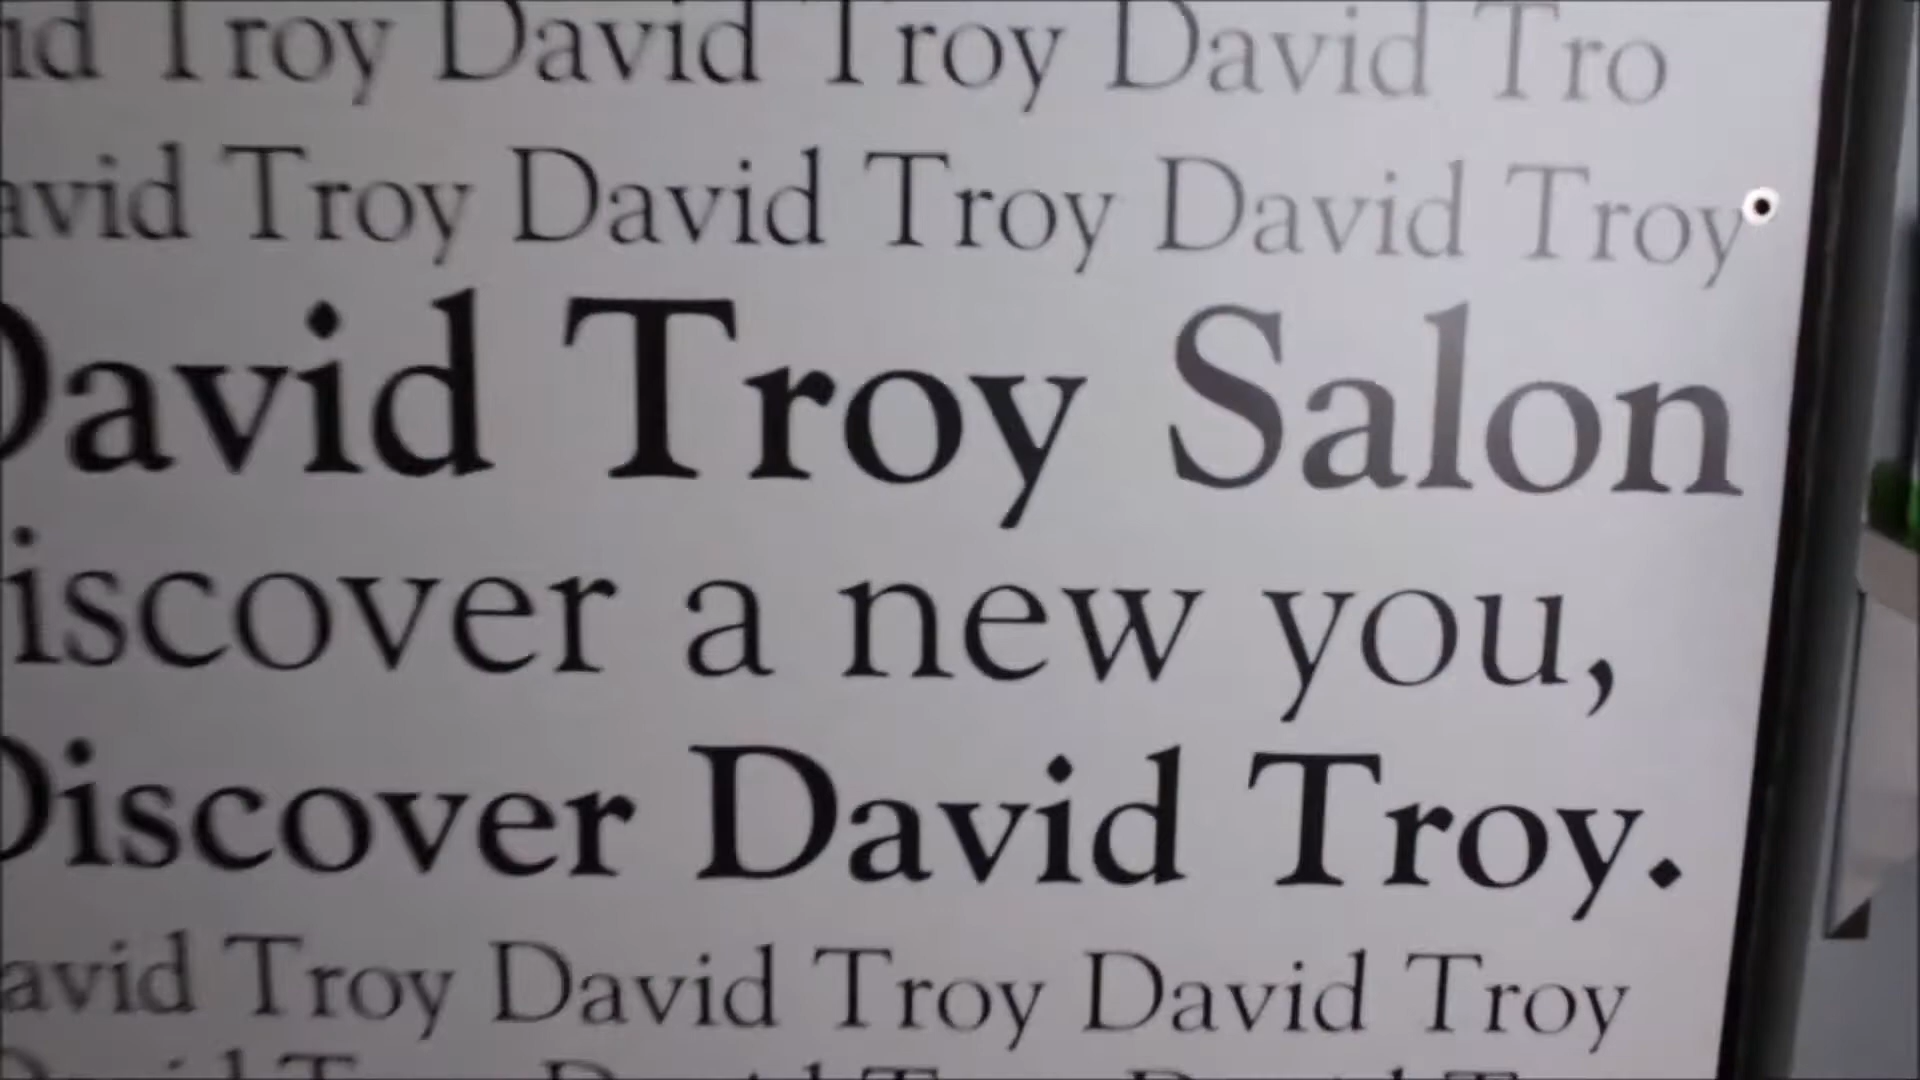 id Troy David Troy David Tro
avid Troy David Troy David Troy
David Troy Salon
iscover a new you,
Discover David Troy.
avid Troy David Troy David Troy